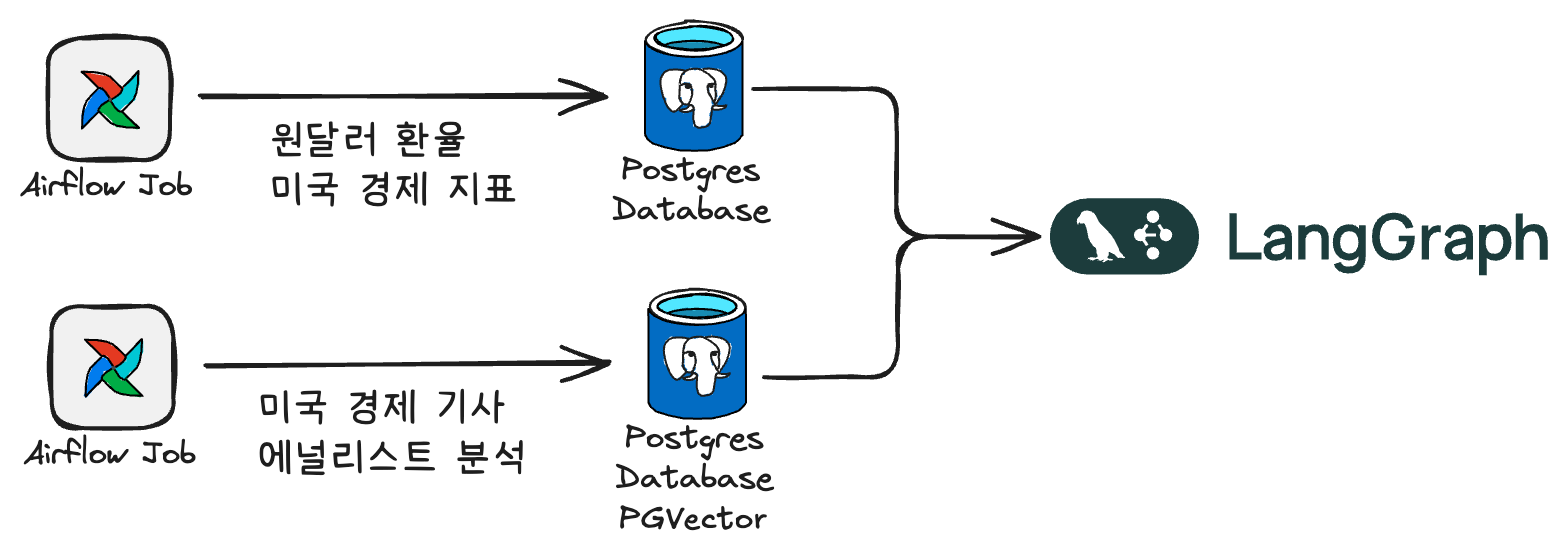 Airflow Job
원달러 환율
미국 경제 지표
Postgres
Database
Airflow Job
미국 경제 기사
에널리스트 분석
Postgres
Database
PGVector
LangGraph